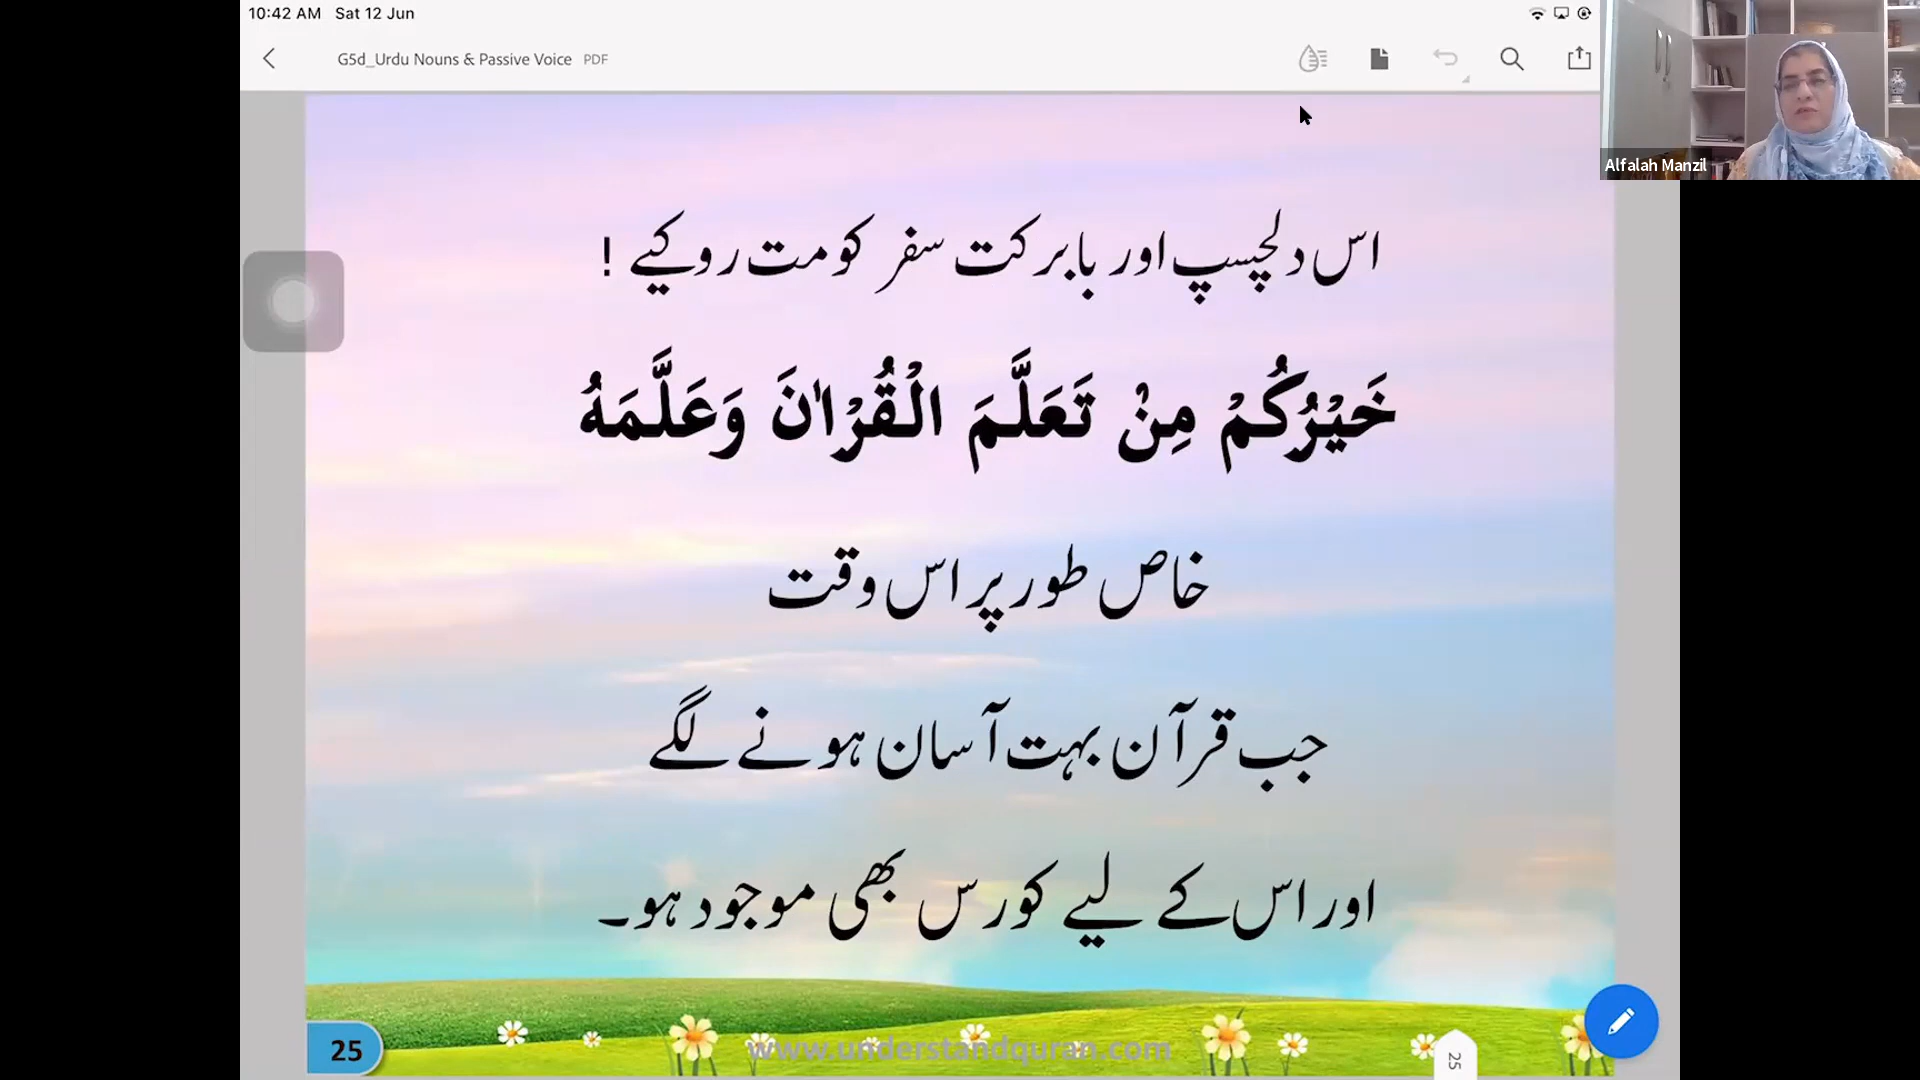 10:42 AM Sat 12 Jun
G5d_Urdu Nouns & Passive Voice PDF
Alfalah Manzil
اس دلچسپ اور بابرکت سفر کو مت روکیے !
خَيْرُكُمْ مِنْ تَعَلَّمَ الْقُرْاٰنَ وَعَلَّمَهُ
خاص طور پر اس وقت
جب قرآن بہت آسان ہونے لگے
اور اس کے لیے کورس بھی موجود ہو۔
25
www.understandquran.com
25